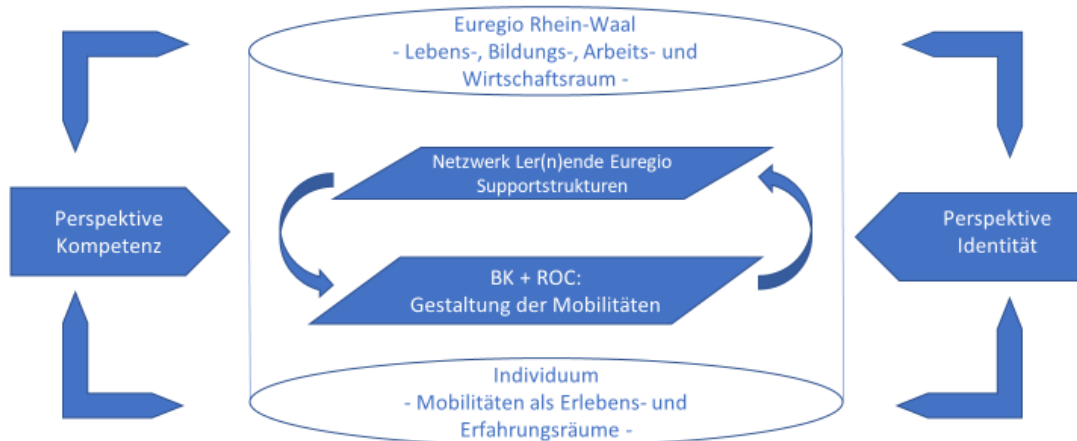 Euregio Rhein-Waal
- Lebens-, Bildungs-, Arbeits- und
Wirtschaftsraum -
Netzwerk Ler(n)ende Euregio
Supportstrukturen
Perspektive
Kompetenz
Perspektive
Identität
BK + ROC:
Gestaltung der Mobilitäten
Individuum
- Mobilitäten als Erlebens- und
Erfahrungsräume -